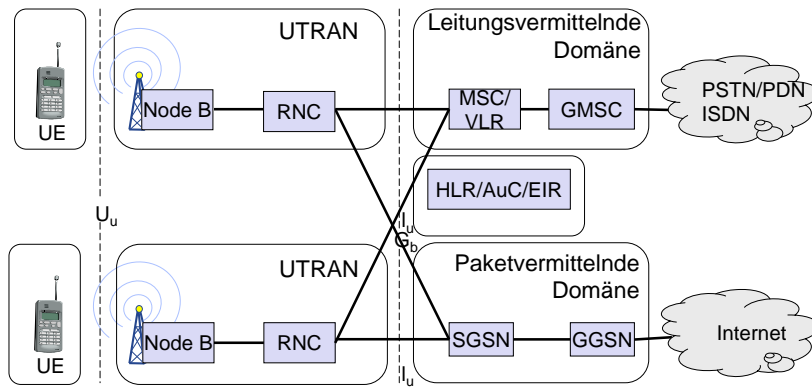 UTRAN
Leitungsvermittelnde
Domäne
UE
Node B
RNC
MSC/
VLR
GMSC
PSTN/PDN
ISDN
HLR/AuC/EIR
Uu
Iu
Gb
UTRAN
Paketvermittelnde
Domäne
UE
Node B
RNC
SGSN
GGSN
Internet
Iu